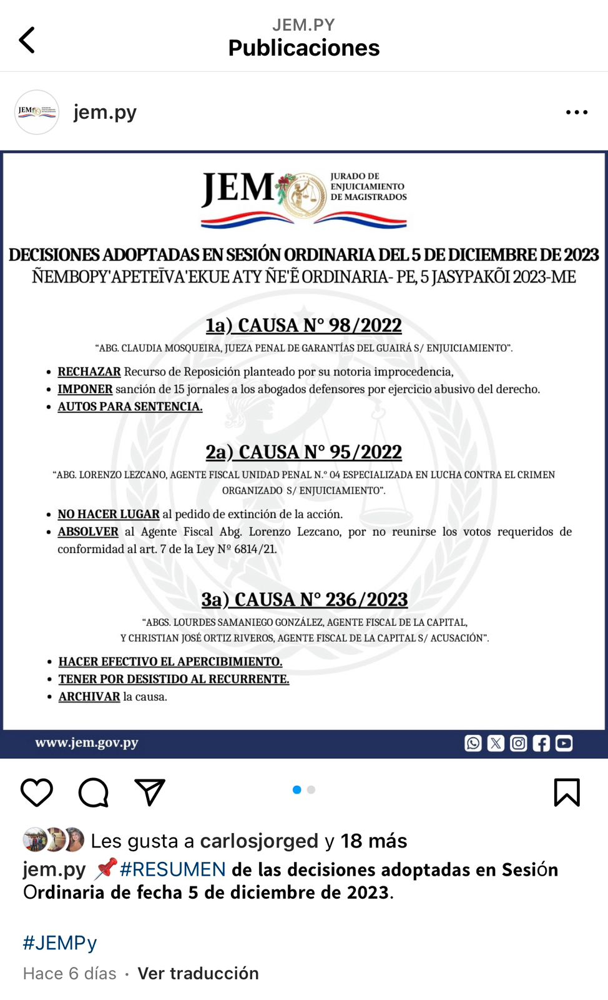 JEM.PY
Publicaciones
jem.py
JEM
JURADO DE
ENJUICIAMIENTO
DE MAGISTRADOS
DECISIONES ADOPTADAS EN SESIÓN ORDINARIA DEL 5 DE DICIEMBRE DE 2023
ÑEMBOPY'APETEĨVA'EKUE ATY ÑE'Ẽ ORDINARIA- PE, 5 JASYPAKÕI 2023-ME
1a) CAUSA N° 98/2022
“ABG. CLAUDIA MOSQUEIRA, JUEZA PENAL DE GARANTÍAS DEL GUAIRÁ S/ ENJUICIAMIENTO”.
• RECHAZAR Recurso de Reposición planteado por su notoria improcedencia,
• IMPONER sanción de 15 jornales a los abogados defensores por ejercicio abusivo del derecho.
• AUTOS PARA SENTENCIA.
2a) CAUSA N° 95/2022
“ABG. LORENZO LEZCANO, AGENTE FISCAL UNIDAD PENAL N.º 04 ESPECIALIZADA EN LUCHA CONTRA EL CRIMEN
ORGANIZADO S/ ENJUICIAMIENTO”.
• NO HACER LUGAR al pedido de extinción de la acción.
• ABSOLVER al Agente Fiscal Abg. Lorenzo Lezcano, por no reunirse los votos requeridos de
conformidad al art. 7 de la Ley Nº 6814/21.
3a) CAUSA N° 236/2023
“ABGS. LOURDES SAMANIEGO GONZÁLEZ, AGENTE FISCAL DE LA CAPITAL,
Y CHRISTIAN JOSÉ ORTIZ RIVEROS, AGENTE FISCAL DE LA CAPITAL S/ ACUSACIÓN”.
• HACER EFECTIVO EL APERCIBIMIENTO.
• TENER POR DESISTIDO AL RECURRENTE.
• ARCHIVAR la causa.
www.jem.gov.py
Les gusta a carlosjorged y 18 más
jem.py 📌#RESUMEN de las decisiones adoptadas en Sesión
Ordinaria de fecha 5 de diciembre de 2023.
#JEMPy
Hace 6 días · Ver traducción